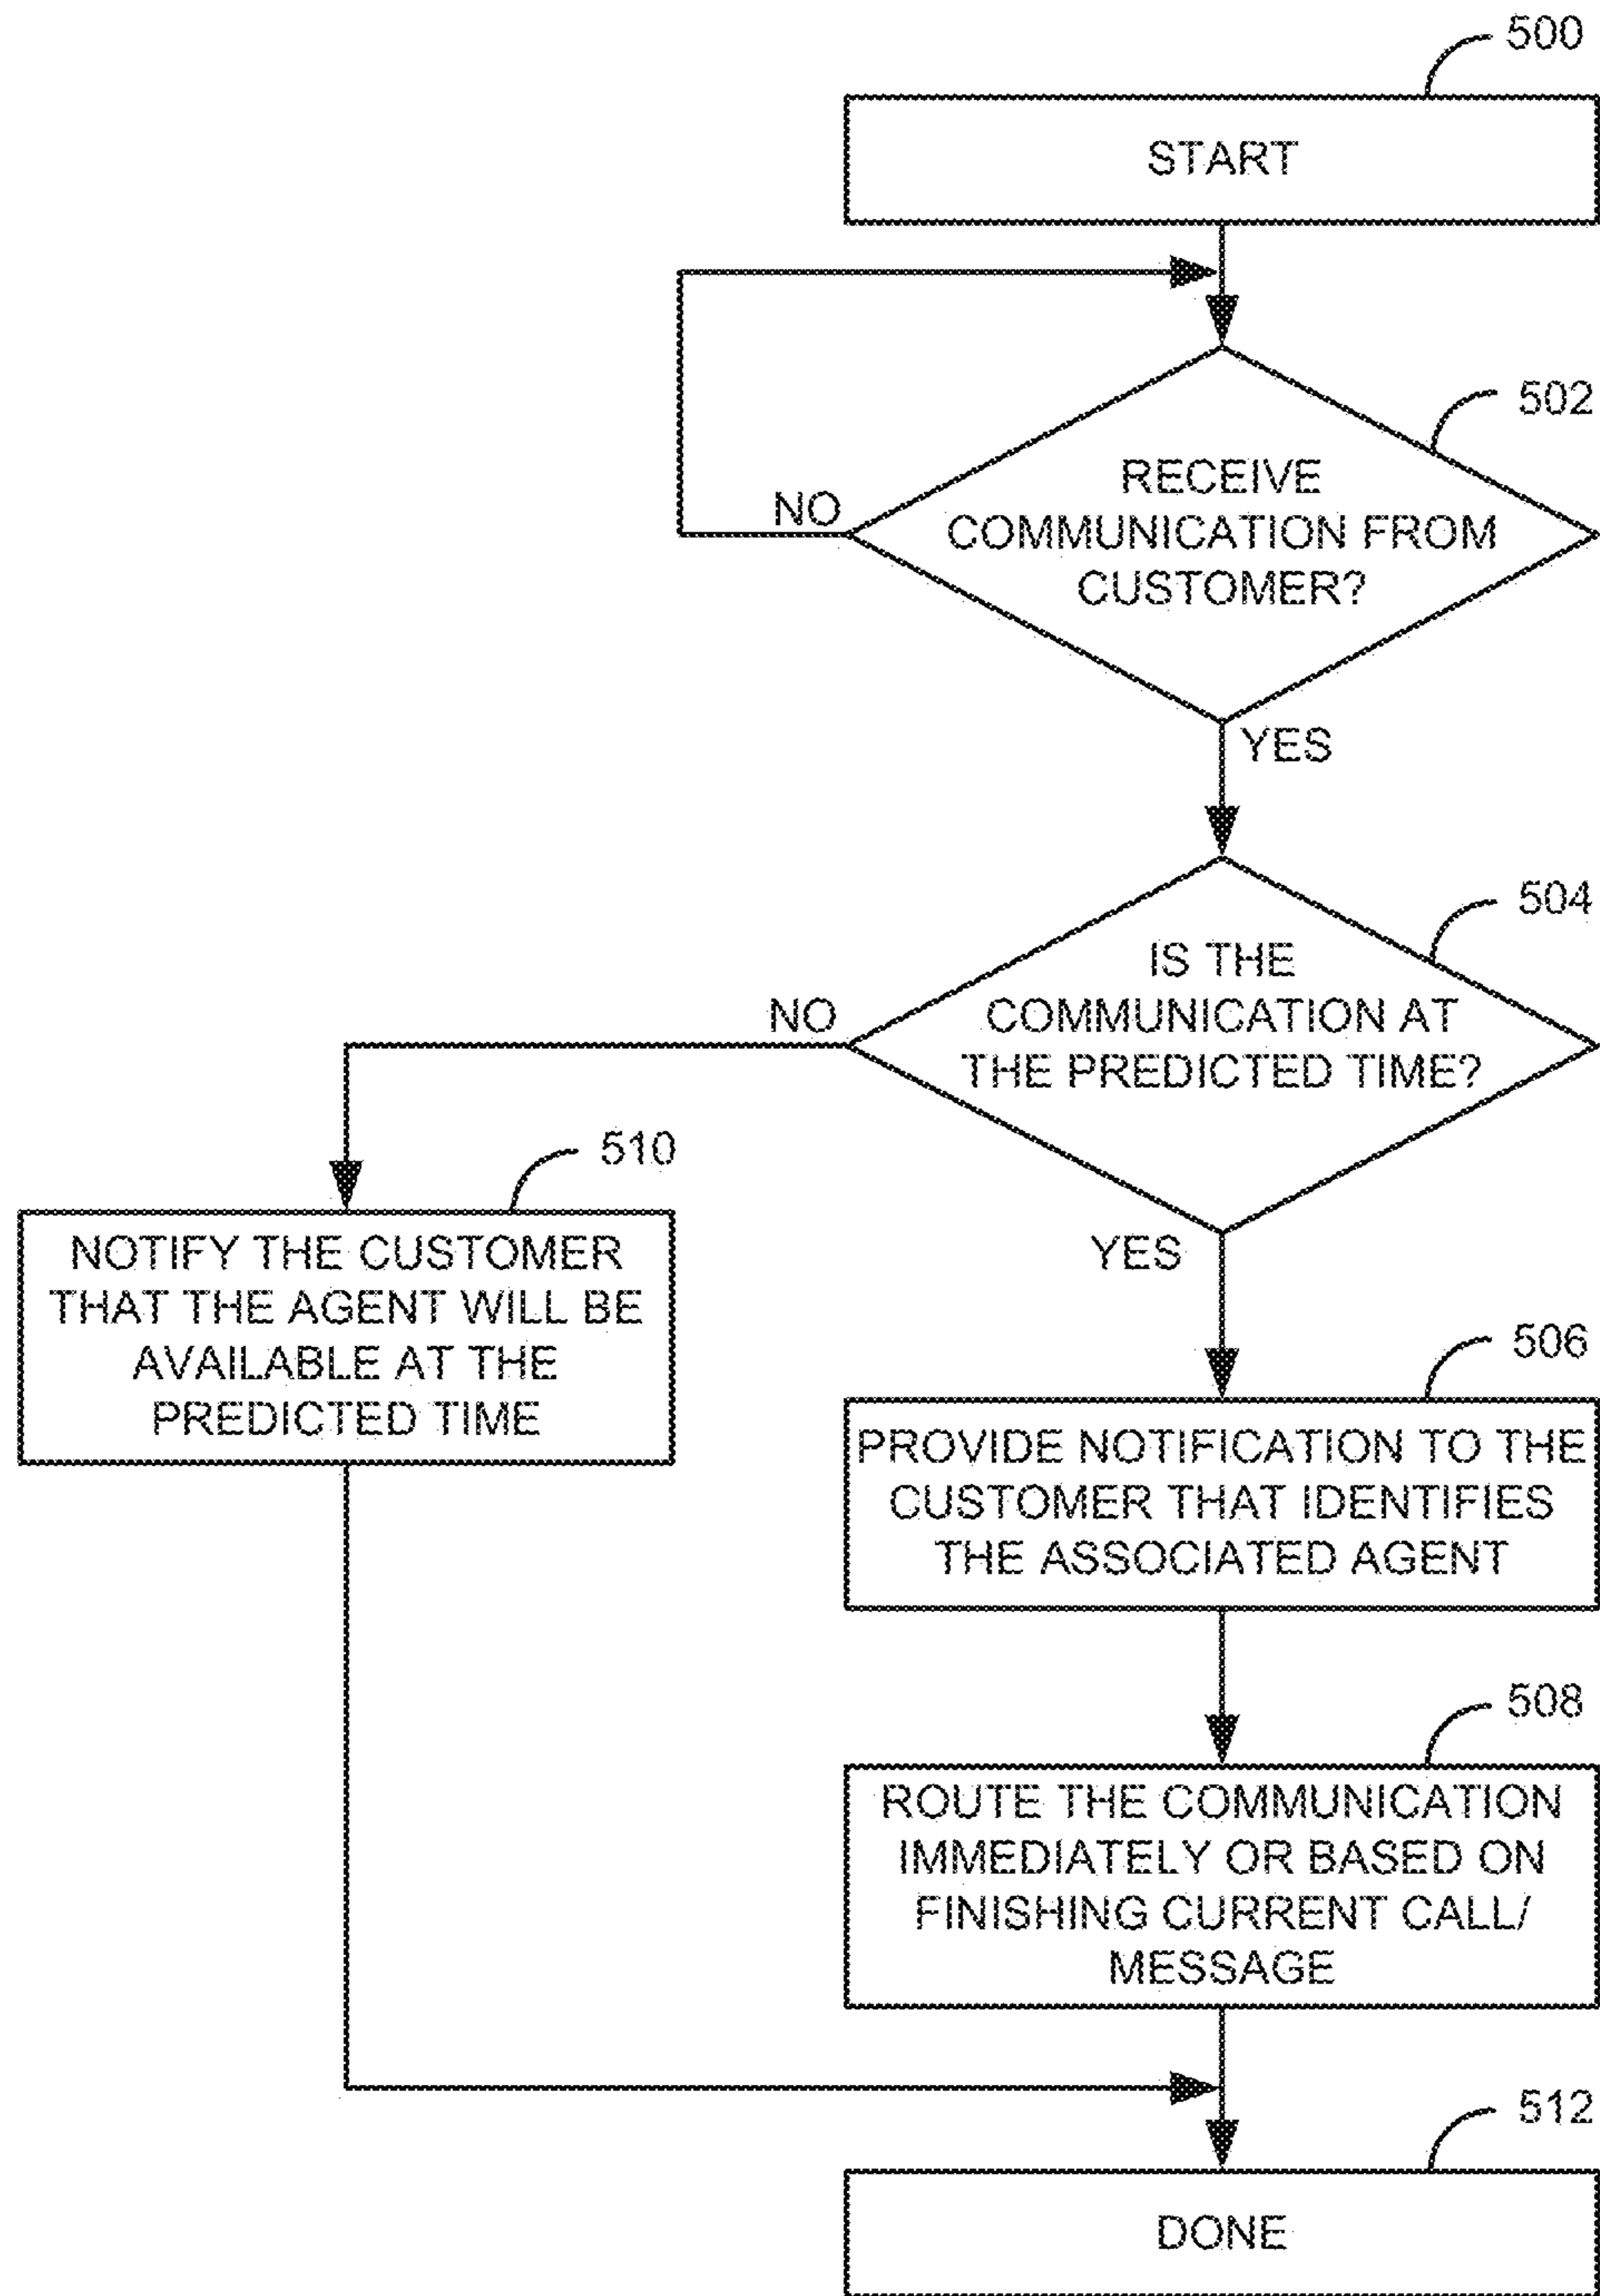 500
START
502
RECEIVE
COMMUNICATION FROM
CUSTOMER?
NO
YES
504
IS THE
COMMUNICATION AT
THE PREDICTED TIME?
NO
YES
510
NOTIFY THE CUSTOMER
THAT THE AGENT WILL BE
AVAILABLE AT THE
PREDICTED TIME
506
PROVIDE NOTIFICATION TO THE
CUSTOMER THAT IDENTIFIES
THE ASSOCIATED AGENT
508
ROUTE THE COMMUNICATION
IMMEDIATELY OR BASED ON
FINISHING CURRENT CALL/
MESSAGE
512
DONE